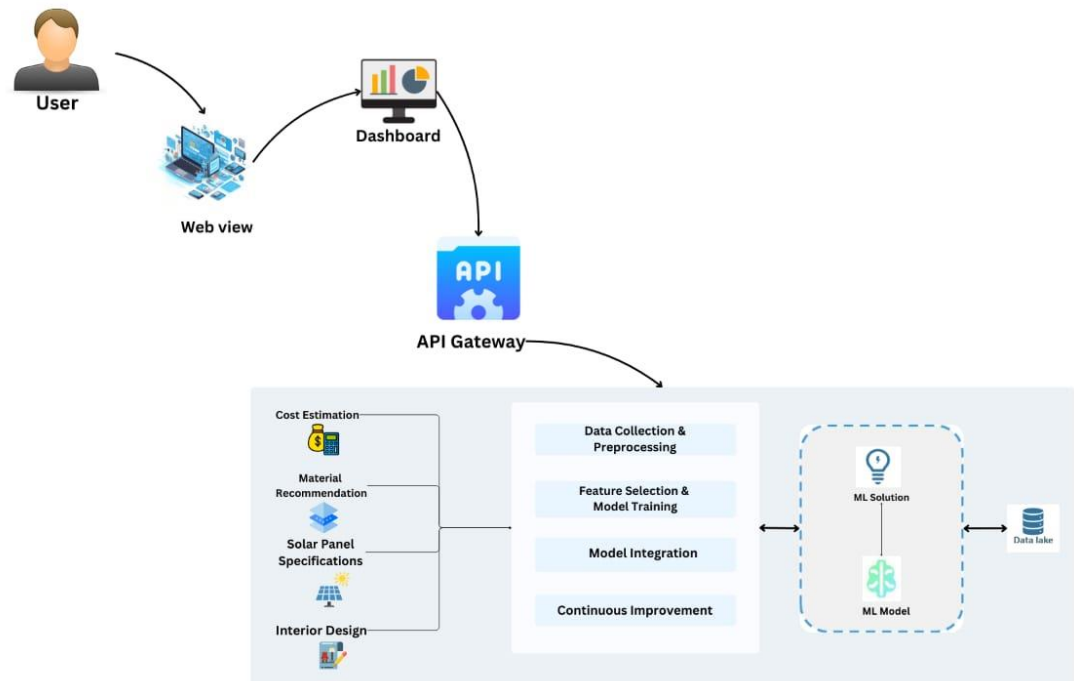 User
Web view
Dashboard
API
API Gateway
Cost Estimation
Material
Recommendation
Solar Panel
Specifications
Interior Design
Data Collection &
Preprocessing
Feature Selection &
Model Training
Model Integration
Continuous Improvement
ML Solution
ML Model
Data lake